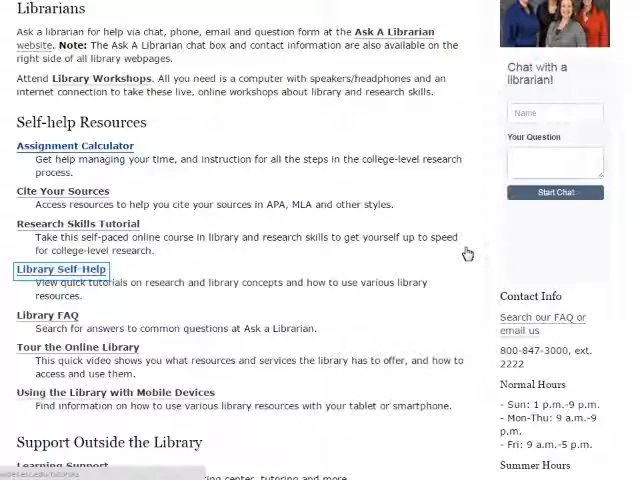 Librarians
Ask a librarian for help via chat, phone, email and question form at the Ask A Librarian
website. Note: The Ask A Librarian chat box and contact information are also available on the
right side of all library webpages.
Attend Library Workshops. All you need is a computer with speakers/headphones and an
internet connection to take these live, online workshops about library and research skills.
Self-help Resources
Assignment Calculator
Get help managing your time, and instruction for all the steps in the college-level research
process.
Cite Your Sources
Access resources to help you cite your sources in APA, MLA and other styles.
Research Skills Tutorial
Take this self-paced online course in library and research skills to get yourself up to speed
for college-level research.
Library Self-Help
View quick tutorials on research and library concepts and how to use various library
resources.
Library FAQ
Search for answers to common questions at Ask a Librarian.
Tour the Online Library
This quick video shows you what resources and services the library has to offer, and how to
access and use them.
Using the Library with Mobile Devices
Find information on how to use various library resources with your tablet or smartphone.
Support Outside the Library
Learning Support
center, tutoring and more
Chat with a
librarian!
Name
Your Question
Start Chat
Contact Info
Search our FAQ or
email us
800-847-3000, ext.
2222
Normal Hours
- Sun: 1 p.m.-9 p.m.
- Mon-Thu: 9 a.m.-9
p.m.
- Fri: 9 a.m.-5 p.m.
Summer Hours